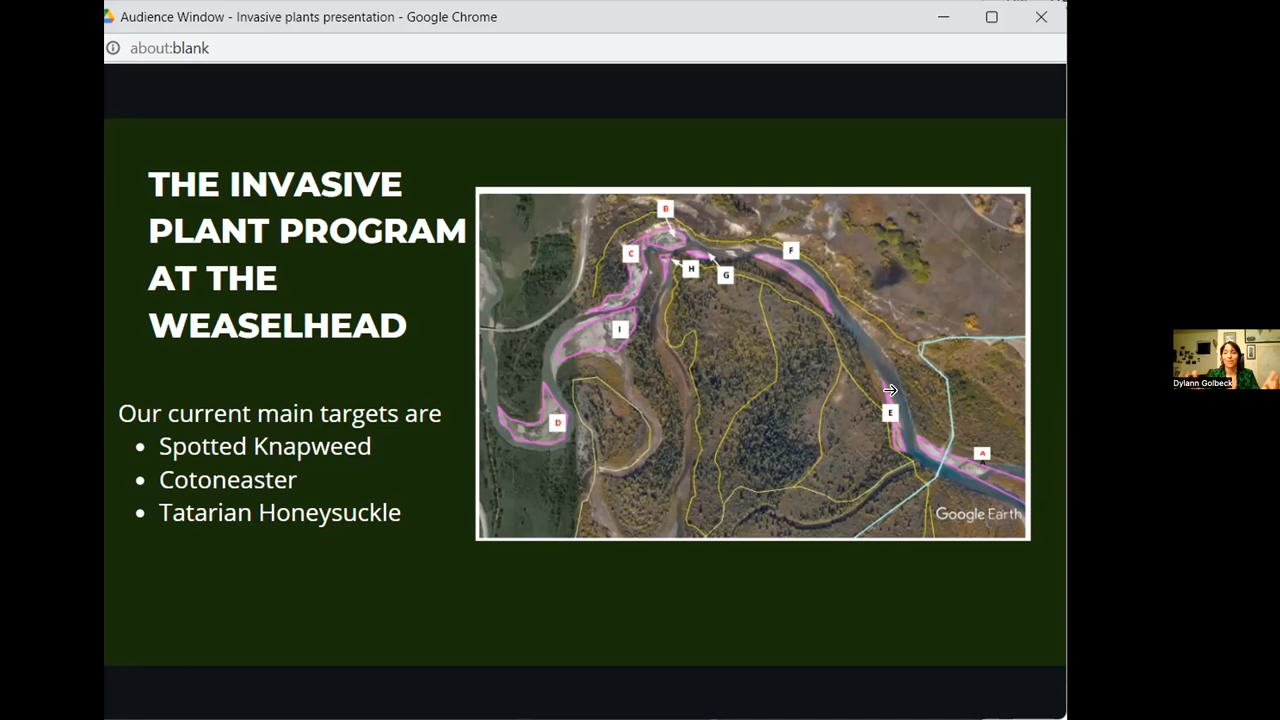 Audience Window - Invasive plants presentation - Google Chrome
about:blank
THE INVASIVE
PLANT PROGRAM
AT THE
WEASELHEAD
Our current main targets are
• Spotted Knapweed
• Cotoneaster
• Tatarian Honeysuckle
B
C
F
H
G
I
E
D
A
Google Earth
Dylann Golbeck